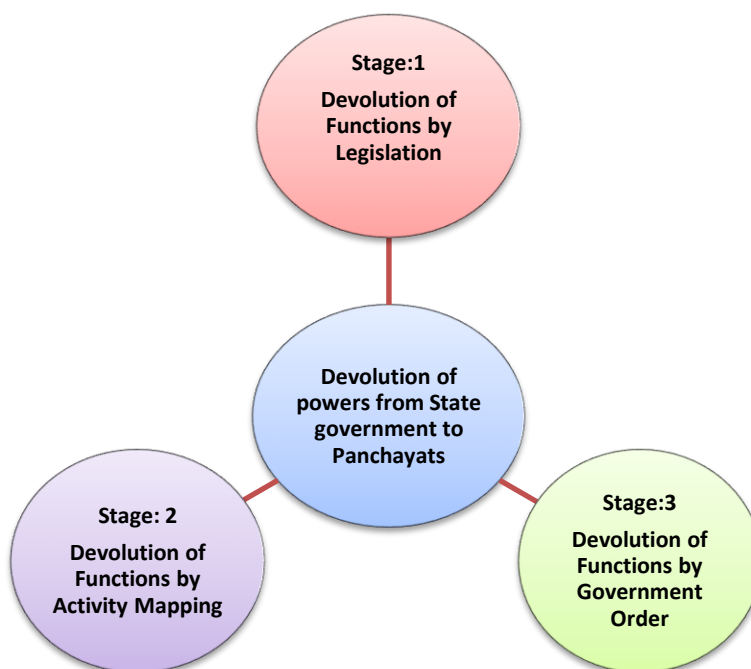 Stage:1
Devolution of
Functions by
Legislation
Devolution of
powers from State
government to
Panchayats
Stage: 2
Devolution of
Functions by
Activity Mapping
Stage:3
Devolution of
Functions by
Government
Order